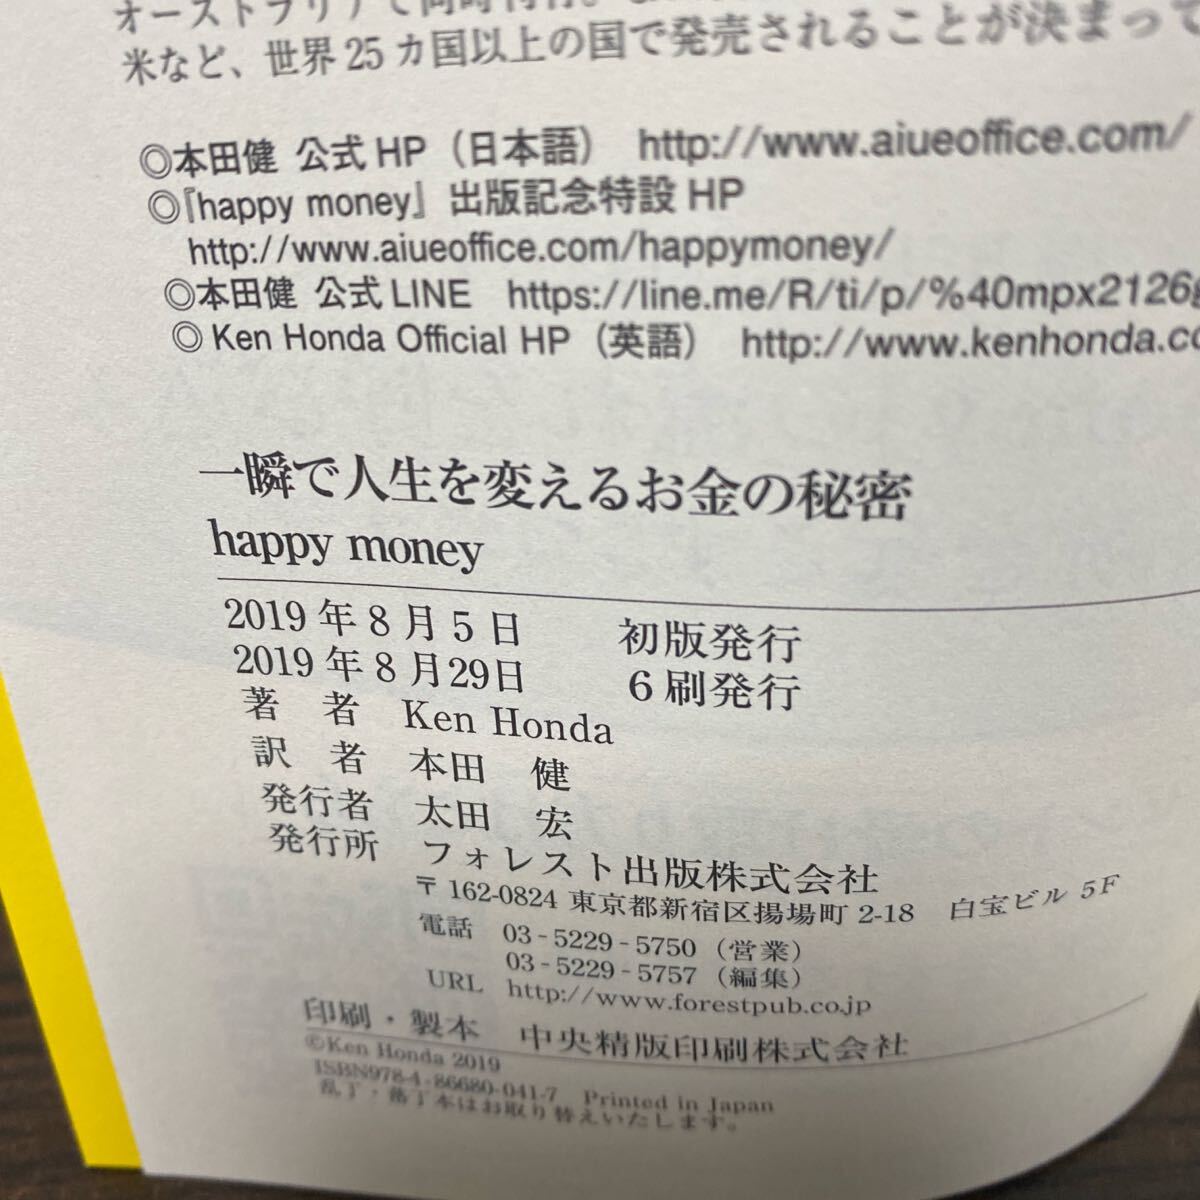 米など、世界25カ国以上の国で発売されることが決まって
◎本田健 公式HP（日本語） http://www.aiueoffice.com/
◎『happy money』出版記念特設HP
http://www.aiueoffice.com/happymoney/
◎本田健 公式LINE https://line.me/R/ti/p/%40mpx2126g
◎Ken Honda Official HP（英語） http://www.kenhonda.co
一瞬で人生を変えるお金の秘密
happy money
2019年8月5日 初版発行
2019年8月29日 6刷発行
著 者 Ken Honda
訳 者 本田 健
発行者 太田 宏
発行所 フォレスト出版株式会社
〒162-0824 東京都新宿区揚場町2-18 白宝ビル 5F
電話 03-5229-5750（営業）
03-5229-5757（編集）
URL http://www.forestpub.co.jp
印刷・製本 中央精版印刷株式会社
©Ken Honda 2019
ISBN978-4-86680-041-7 Printed in Japan
乱丁・落丁本はお取り替えいたします。